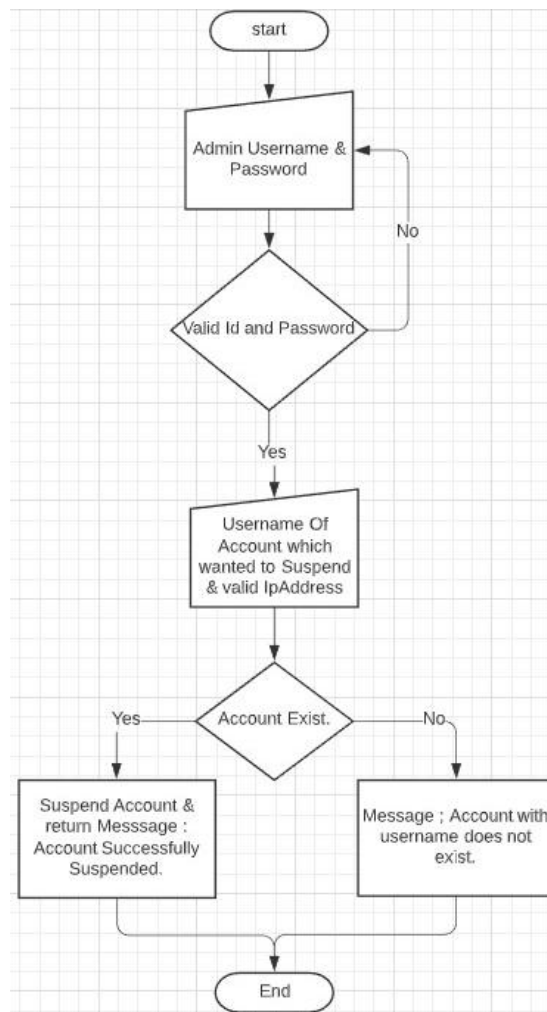 start
Admin Username &
Password
No
Valid Id and Password
Yes
Username Of
Account which
wanted to Suspend
& valid IpAddress
Yes
Account Exist.
No
Suspend Account &
return Messsage :
Account Successfully
Suspended.
Message ; Account with
username does not
exist.
End